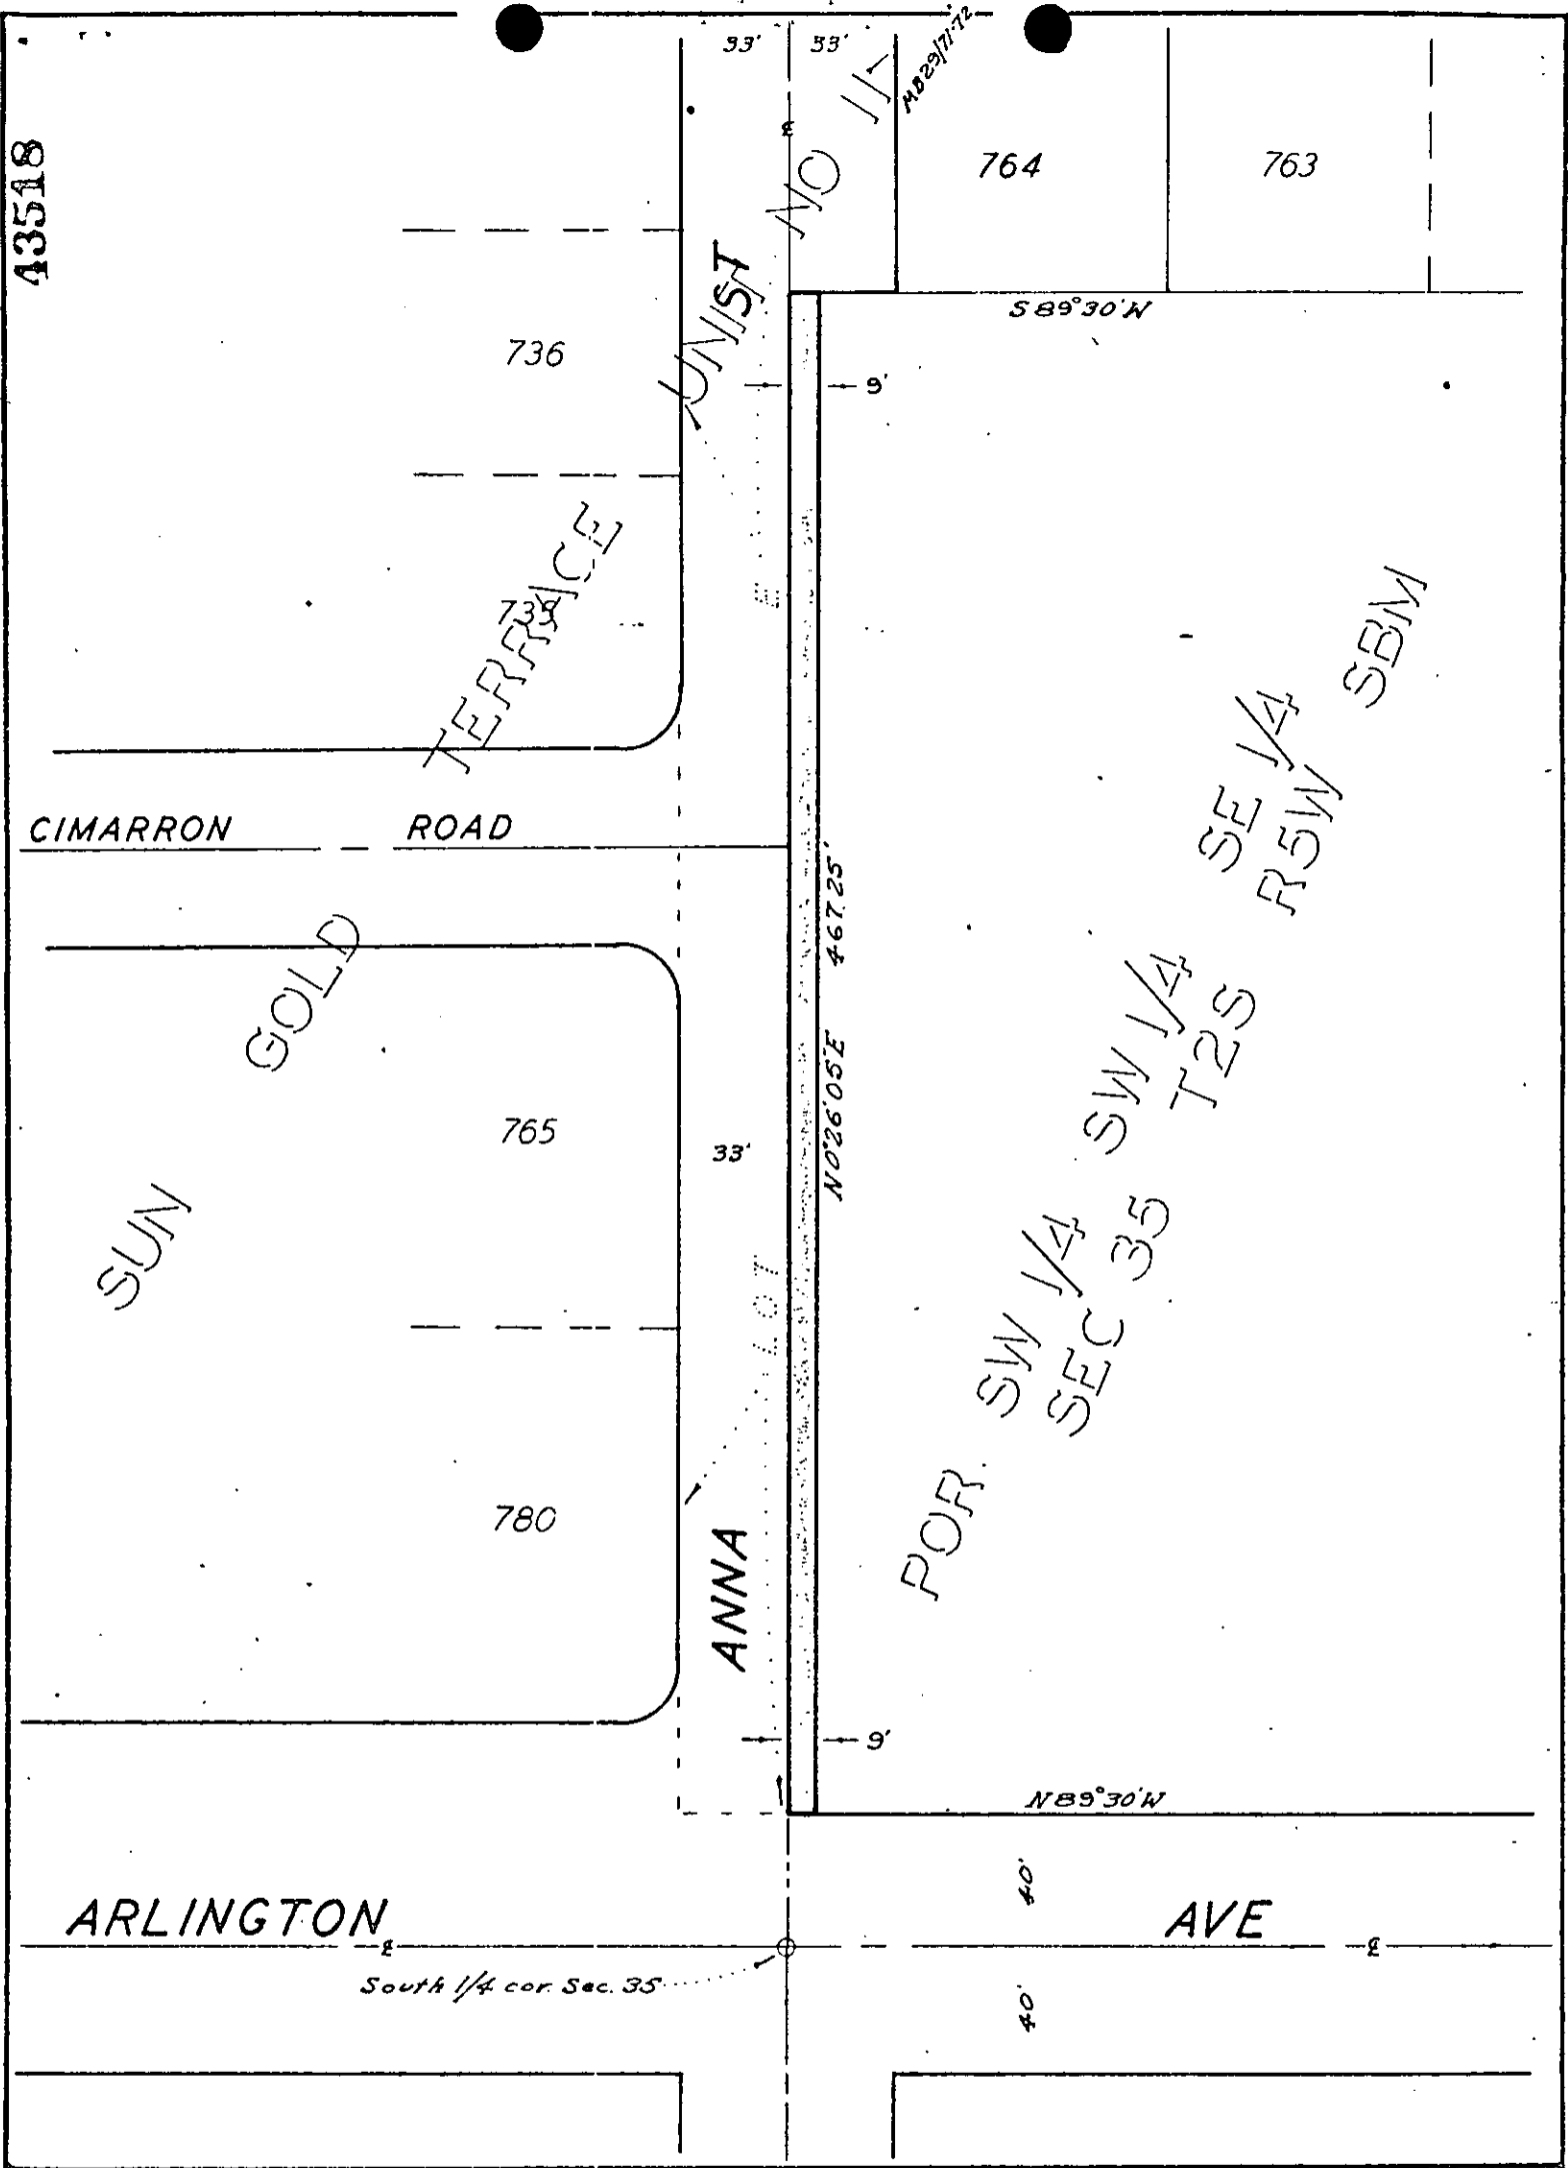 43518
33' 33'
MB29/71-72
SUN GOLD TERRACE UNIT NO 11
764
763
S89°30'W
736
9'
ST
735
LOT E
CIMARRON ROAD
N0°26'05"E 467.25'
765
33'
780
ANNA
POR. SW 1/4 SW 1/4 SE 1/4
SEC 35 T2S R5W SBM
9'
N89°30'W
40'
ARLINGTON AVE
℄ ℄
South 1/4 cor. Sec. 35
40'
℄